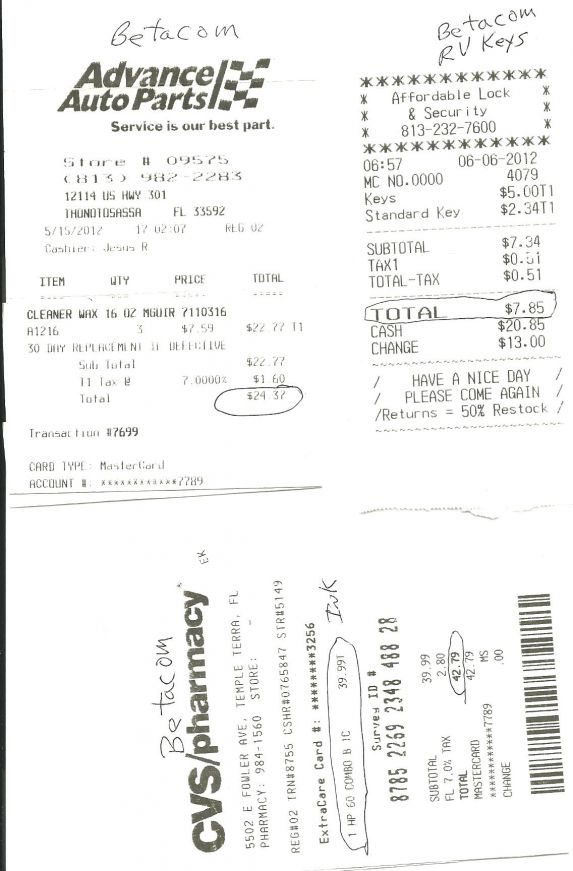 Betacom
Advance
Auto Parts
Service is our best part.
Store # 09575
(813) 982-2283
12114 US HWY 301
THONOTOSASSA FL 33592
5/15/2012 17 02:07 REG 02
Cashier: Jesus R
ITEM QTY PRICE TOTAL
CLEANER WAX 16 OZ MGUIR 7110316
A1216 3 $7.59 $22.77 T1
30 DAY REPLACEMENT IF DEFECTIVE
Sub Total $22.77
T1 Tax @ 7.0000% $1.60
Total $24.37
Transaction #7699
CARD TYPE: MasterCard
ACCOUNT #: ************7789
Betacom
RV Keys
************
* Affordable Lock *
* & Security *
* 813-232-7600 *
************
06:57 06-06-2012
MC NO.0000 4079
Keys $5.00T1
Standard Key $2.34T1
SUBTOTAL $7.34
TAX1 $0.51
TOTAL-TAX $0.51
TOTAL $7.85
CASH $20.85
CHANGE $13.00
/ HAVE A NICE DAY /
/ PLEASE COME AGAIN /
/Returns = 50% Restock /
Betacom
CVS/pharmacy
EK
5502 E FOWLER AVE, TEMPLE TERRA, FL
PHARMACY: 984-1560 STORE: -
REG#02 TRN#8755 CSHR#0765847 STR#5149
ExtraCare Card #: ********3256
1 HP 60 COMBO B 1C 39.99T
Ink
Survey ID #
8785 2269 2348 488 28
SUBTOTAL 39.99
FL 7.0% TAX 2.80
TOTAL 42.79
MASTERCARD 42.79
************7789 MS
CHANGE .00